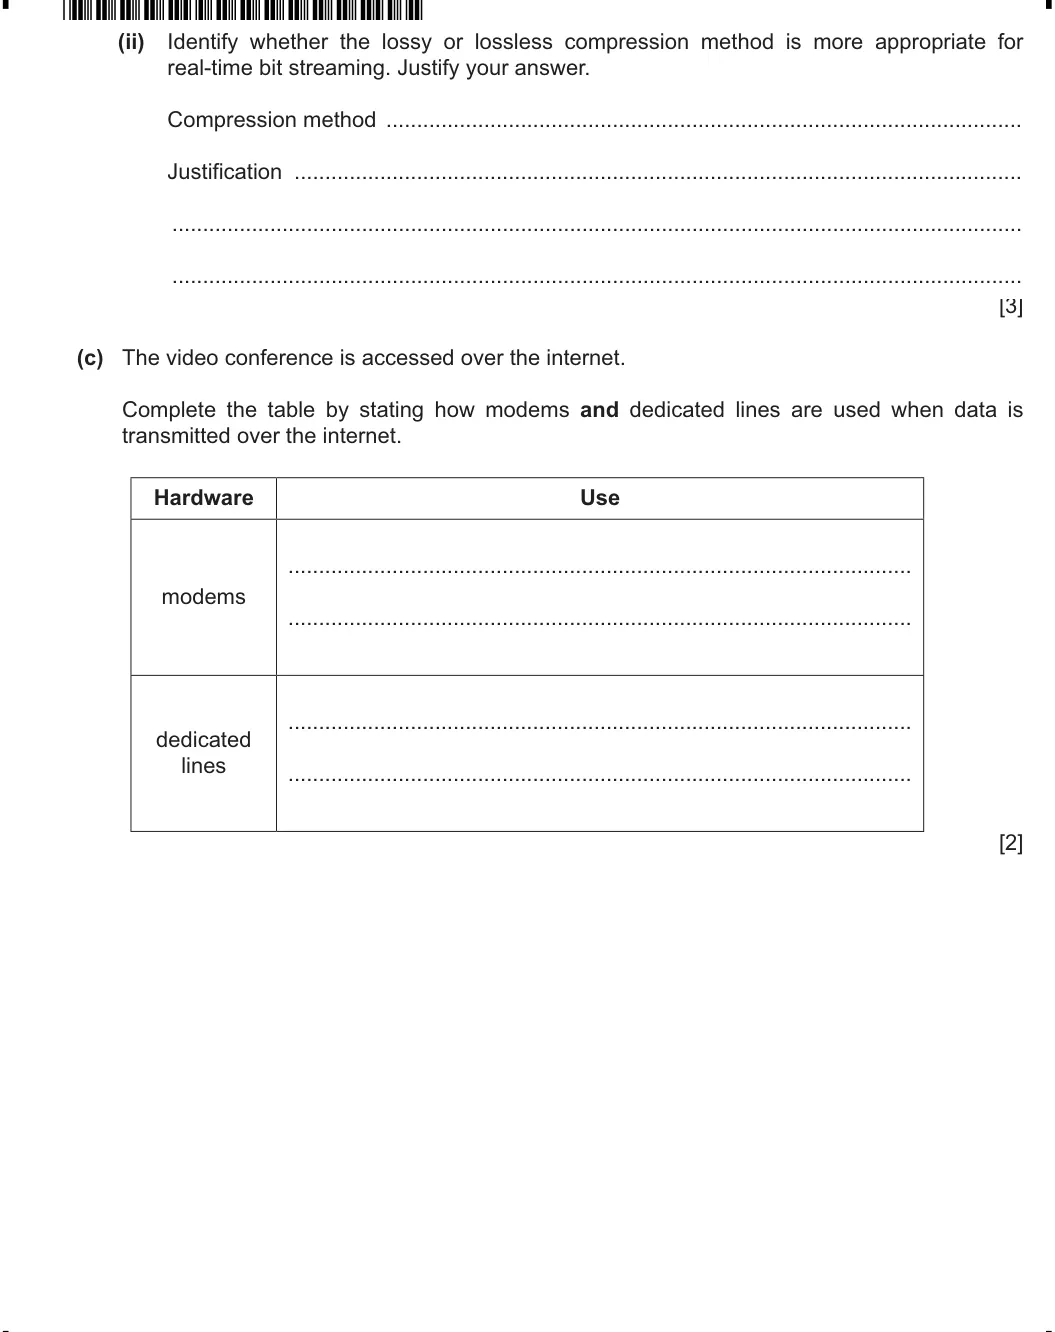 (ii) Identify whether the lossy or lossless compression method is more appropriate for
real-time bit streaming. Justify your answer.
Compression method ........................................................................................................
Justification .......................................................................................................................
...........................................................................................................................................
...........................................................................................................................................
[3]
(c) The video conference is accessed over the internet.
Complete the table by stating how modems and dedicated lines are used when data is
transmitted over the internet.
Hardware Use
......................................................................................................
modems
......................................................................................................
......................................................................................................
dedicated
lines
......................................................................................................
[2]